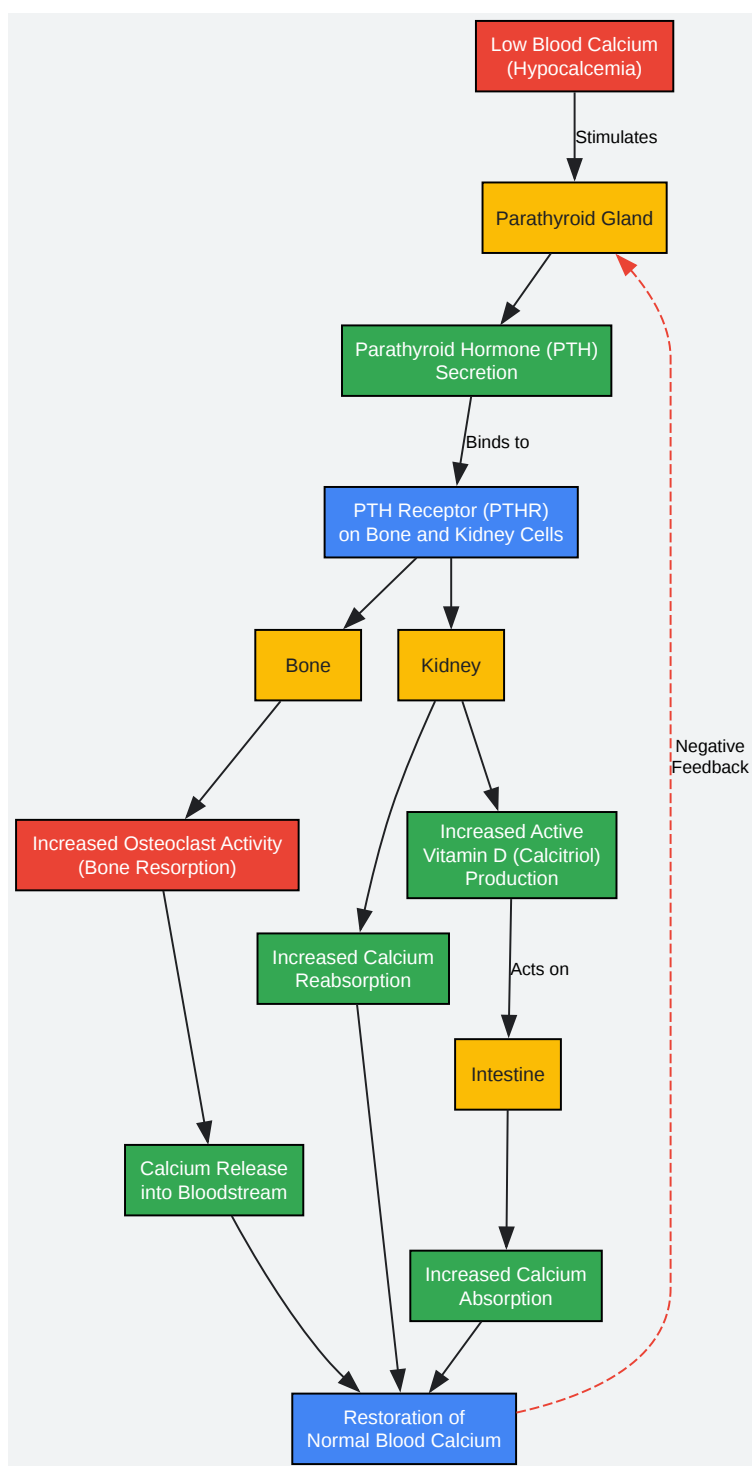 Low Blood Calcium
(Hypocalcemia)
Stimulates
Parathyroid Gland
Parathyroid Hormone (PTH)
Secretion
Binds to
PTH Receptor (PTHR)
on Bone and Kidney Cells
Bone
Kidney
Negative
Feedback
Increased Osteoclast Activity
(Bone Resorption)
Increased Active
Vitamin D (Calcitriol)
Production
Increased Calcium
Reabsorption
Acts on
Intestine
Calcium Release
into Bloodstream
Increased Calcium
Absorption
Restoration of
Normal Blood Calcium